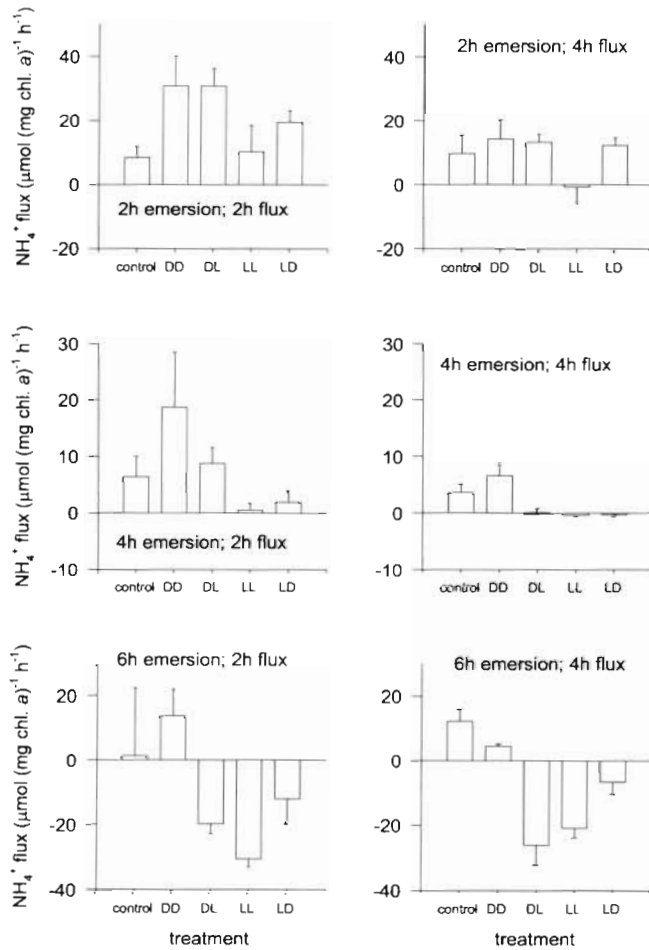 NH₄⁺ flux (μmol (mg chl. a)⁻¹ h⁻¹)
40
20
0
-20
2h emersion; 2h flux
control DD DL LL LD
2h emersion; 4h flux
40
20
0
-20
control DD DL LL LD
NH₄⁺ flux (μmol (mg chl. a)⁻¹ h⁻¹)
30
20
10
0
-10
4h emersion; 2h flux
control DD DL LL LD
30
4h emersion; 4h flux
20
10
0
-10
control DD DL LL LD
NH₄⁺ flux (μmol (mg chl. a)⁻¹ h⁻¹)
6h emersion; 2h flux
20
0
-20
-40
control DD DL LL LD
treatment
6h emersion; 4h flux
20
0
-20
-40
control DD DL LL LD
treatment